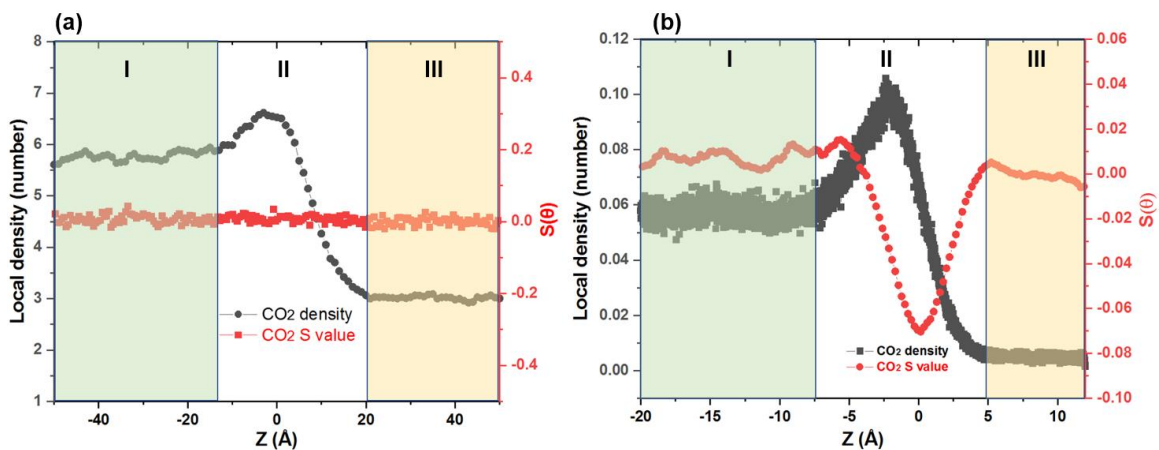 (a)
I
II
III
8
7
6
5
4
3
2
1
Local density (number)
0.4
0.2
0.0
-0.2
-0.4
S(θ)
CO2 density
CO2 S value
-40
-20
0
20
40
Z (Å)
(b)
I
II
III
0.12
0.10
0.08
0.06
0.04
0.02
0.00
Local density (number)
0.06
0.04
0.02
0.00
-0.02
-0.04
-0.06
-0.08
-0.10
S(θ)
CO2 density
CO2 S value
-20
-15
-10
-5
0
5
10
Z (Å)